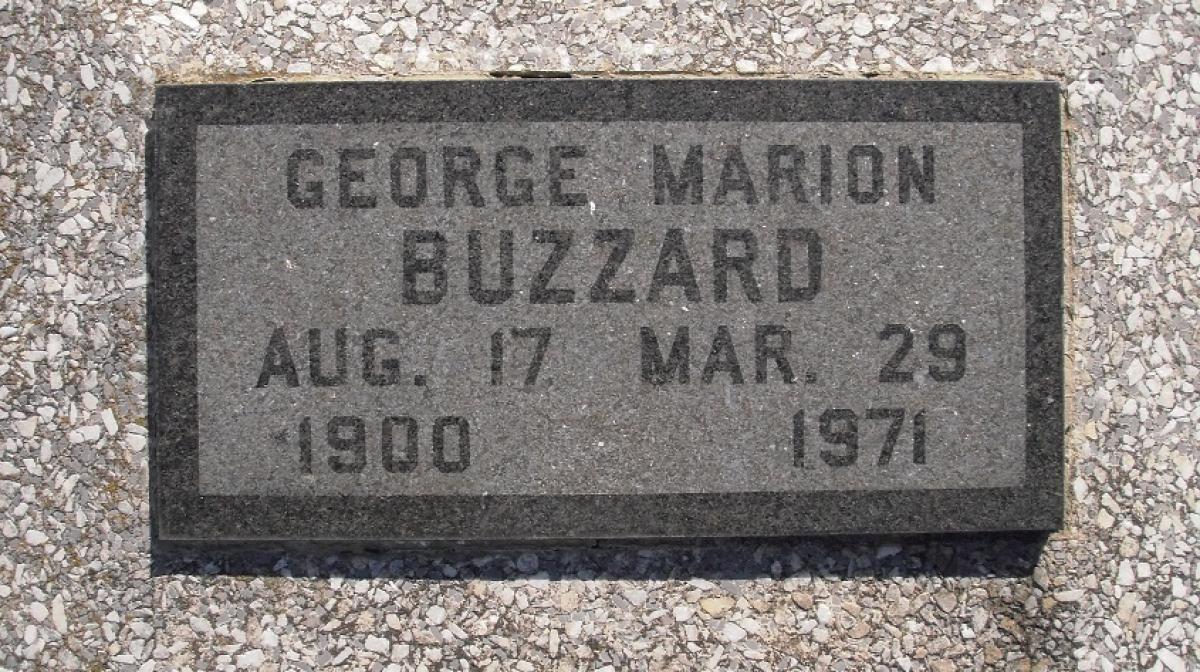 GEORGE MARION
BUZZARD
AUG. 17 MAR. 29
1900 1971